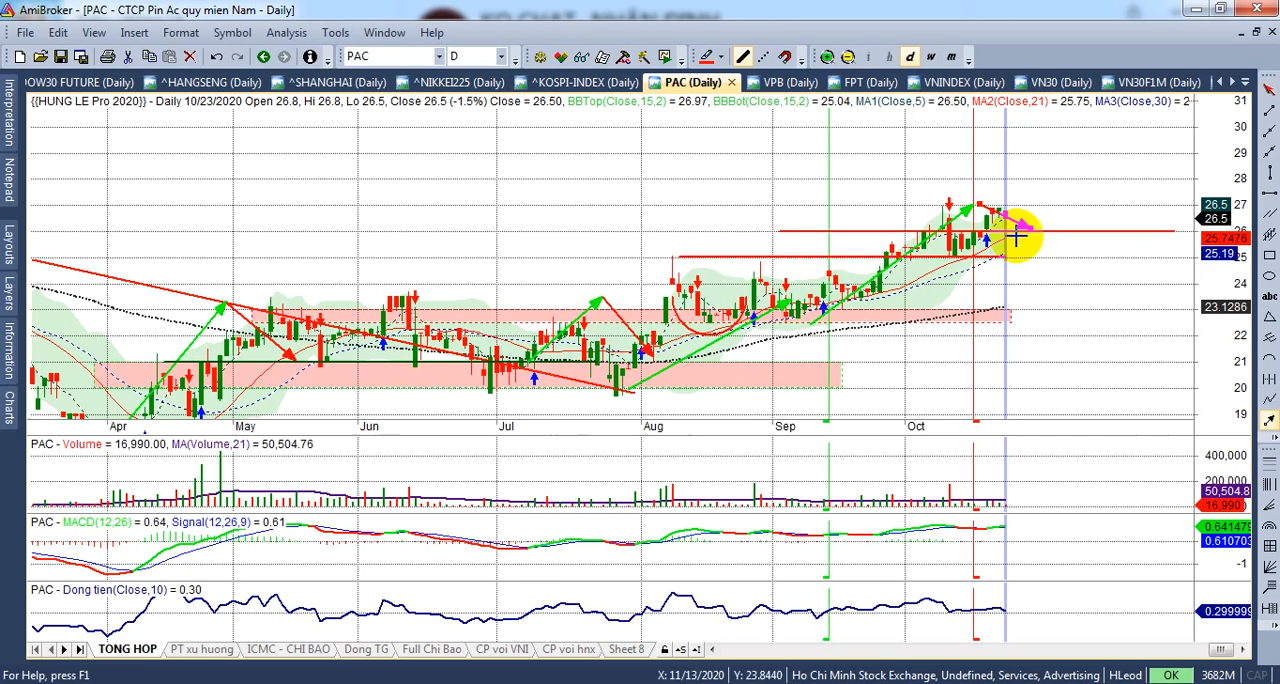 AmiBroker - [PAC - CTCP Pin Ac quy mien Nam - Daily]
File Edit View Insert Format Symbol Analysis Tools Window Help
PAC D i h d w m
OW30 FUTURE (Daily) ^HANGSENG (Daily) ^SHANGHAI (Daily) ^NIKKEI225 (Daily) ^KOSPI-INDEX (Daily) PAC (Daily) VPB (Daily) FPT (Daily) VNINDEX (Daily) VN30 (Daily) VN30F1M (Daily)
{{HUNG LE Pro 2020}} - Daily 10/23/2020 Open 26.8, Hi 26.8, Lo 26.5, Close 26.5 (-1.5%) Close = 26.50, BBTop(Close,15,2) = 26.97, BBBot(Close,15,2) = 25.04, MA1(Close,5) = 26.50, MA2(Close,21) = 25.75, MA3(Close,30) = 2
Interpretation
Notepad
Layouts
Layers
Information
Charts
31
30
29
28
27
26.5
26.5
26
25.7476
25.19
25
24
23.1286
22
21
20
19
Apr May Jun Jul Aug Sep Oct
PAC - Volume = 16,990.00, MA(Volume,21) = 50,504.76
400,000
200,000
50,504.8
16,990
PAC - MACD(12,26) = 0.64, Signal(12,26,9) = 0.61
0.641479
0.610703
-1
PAC - Dong tien(Close,10) = 0.30
0.299999
TONG HOP PT xu huong ICMC - CHI BAO Dong TG Full Chi Bao CP voi VNI CP voi hnx Sheet 8
abc
For Help, press F1 X: 11/13/2020 Y: 23.8440 Ho Chi Minh Stock Exchange, Undefined, Services, Advertising HLeod OK 3682M CAP